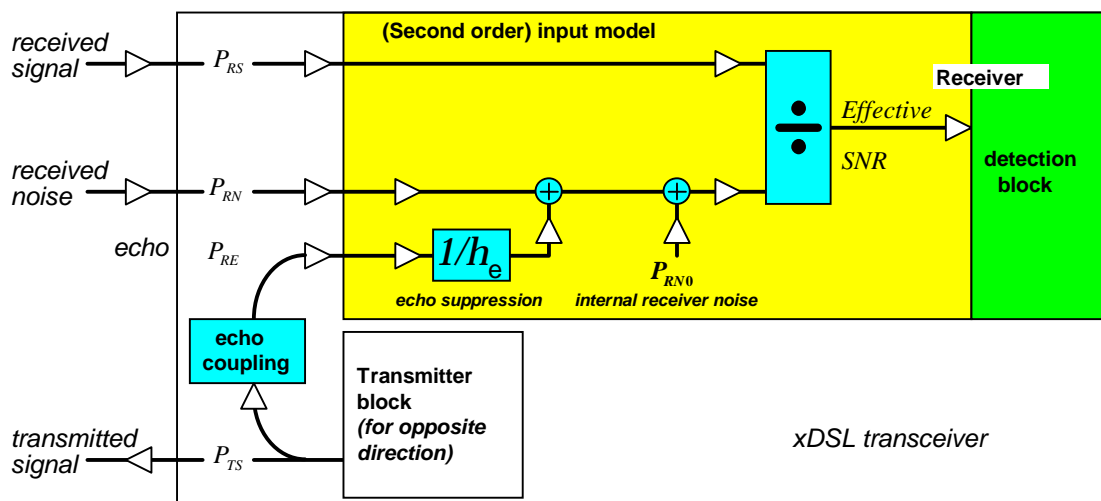 received
signal
P_RS
(Second order) input model
÷
Effective
SNR
Receiver
detection
block
received
noise
P_RN
+
+
echo
P_RE
1/h_e
echo suppression
P_RN0
internal receiver noise
echo
coupling
Transmitter
block
(for opposite
direction)
transmitted
signal
P_TS
xDSL transceiver